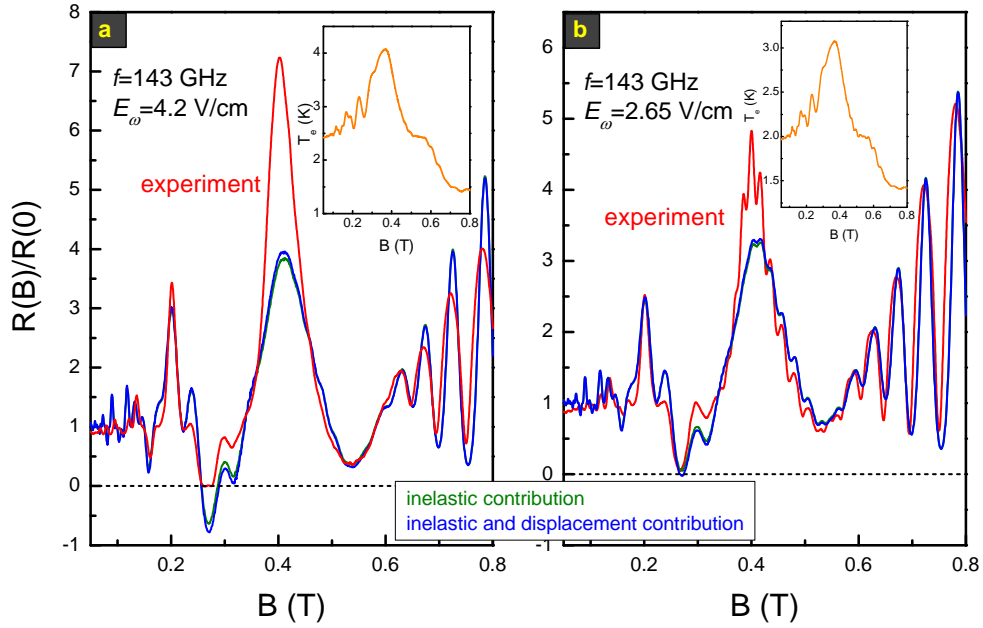 a
f=143 GHz
E_ω=4.2 V/cm
experiment
R(B)/R(0)
8
7
6
5
4
3
2
1
0
-1
0.2
0.4
0.6
0.8
B (T)
T_e (K)
4
3
2
1
0.2
0.4
0.6
0.8
B (T)
b
f=143 GHz
E_ω=2.65 V/cm
experiment
6
5
4
3
2
1
0
-1
0.2
0.4
0.6
0.8
B (T)
T_e (K)
3.0
2.5
2.0
1.5
0.2
0.4
0.6
0.8
B (T)
inelastic contribution
inelastic and displacement contribution